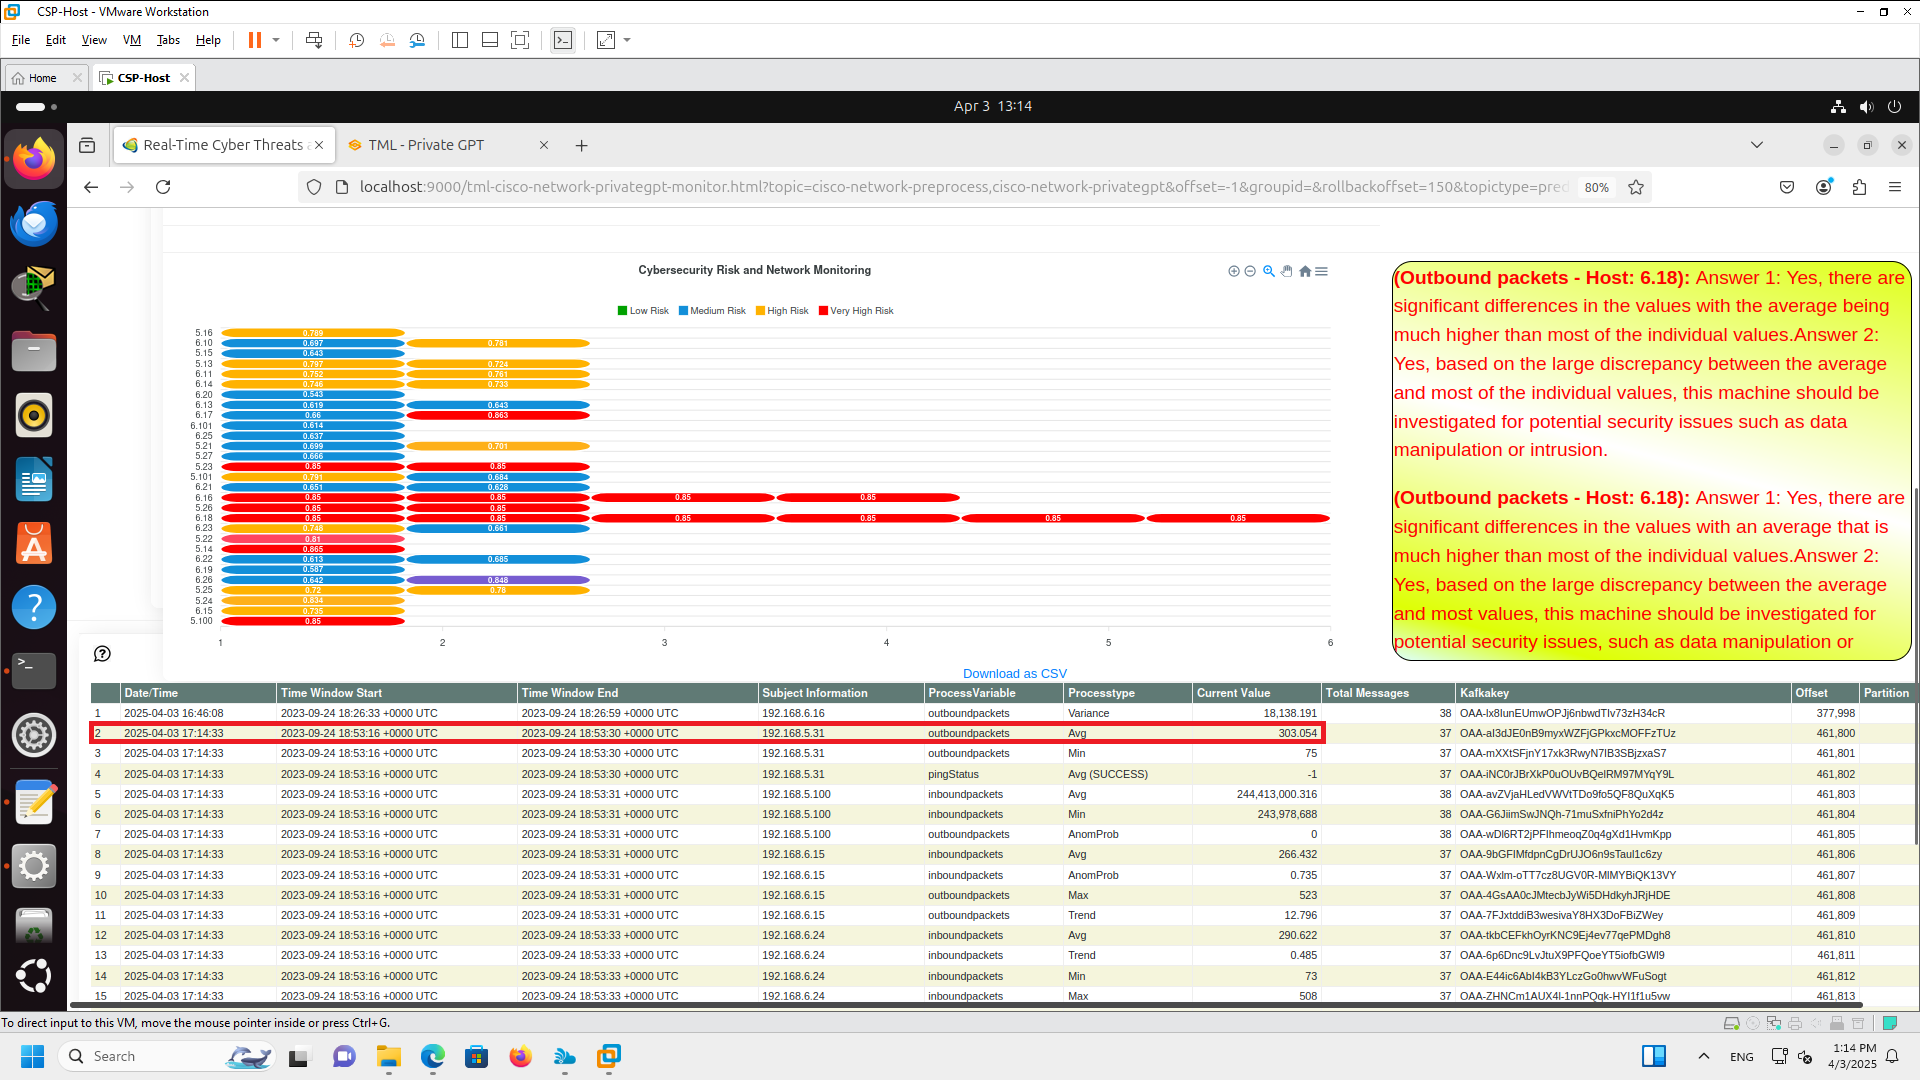 CSP-Host - VMware Workstation
File Edit View VM Tabs Help
Home
CSP-Host
Apr 3 13:14
Real-Time Cyber Threats a
TML - Private GPT
localhost:9000/tml-cisco-network-privategpt-monitor.html?topic=cisco-network-preprocess,cisco-network-privategpt&offset=-1&groupid=&rollbackoffset=150&topictype=pred
80%
Cybersecurity Risk and Network Monitoring
Low Risk Medium Risk High Risk Very High Risk
5.16 0.789
6.10 0.697 0.781
5.15 0.643
5.13 0.797 0.724
6.11 0.752 0.761
6.14 0.746 0.733
6.20 0.543
6.13 0.619 0.643
6.17 0.66 0.863
6.101 0.614
6.25 0.637
5.21 0.699 0.701
5.27 0.666
5.23 0.85 0.85
5.101 0.791 0.684
6.21 0.651 0.628
6.16 0.85 0.85 0.85 0.85
5.26 0.85 0.85
6.18 0.85 0.85 0.85 0.85 0.85 0.85
6.23 0.748 0.661
5.22 0.81
5.14 0.865
6.22 0.613 0.685
6.19 0.587
6.26 0.642 0.848
5.25 0.72 0.76
5.24 0.834
6.15 0.735
5.100 0.85
1 2 3 4 5 6
(Outbound packets - Host: 6.18): Answer 1: Yes, there are
significant differences in the values with the average being
much higher than most of the individual values.Answer 2:
Yes, based on the large discrepancy between the average
and most of the individual values, this machine should be
investigated for potential security issues such as data
manipulation or intrusion.
(Outbound packets - Host: 6.18): Answer 1: Yes, there are
significant differences in the values with an average that is
much higher than most of the individual values.Answer 2:
Yes, based on the large discrepancy between the average
and most values, this machine should be investigated for
potential security issues, such as data manipulation or
Download as CSV
Date/Time Time Window Start Time Window End Subject Information ProcessVariable Processtype Current Value Total Messages Kafkakey Offset Partition
1 2025-04-03 16:46:08 2023-09-24 18:26:33 +0000 UTC 2023-09-24 18:26:59 +0000 UTC 192.168.6.16 outboundpackets Variance 18,138.191 38 OAA-Ix8IunEUmwOPJj6nbwdTIv73zH34cR 377,998
2 2025-04-03 17:14:33 2023-09-24 18:53:16 +0000 UTC 2023-09-24 18:53:30 +0000 UTC 192.168.5.31 outboundpackets Avg 303.054 37 OAA-aI3dJE0nB9myxWZFjGPkxcMOFFzTUz 461,800
3 2025-04-03 17:14:33 2023-09-24 18:53:16 +0000 UTC 2023-09-24 18:53:30 +0000 UTC 192.168.5.31 outboundpackets Min 75 37 OAA-mXXtSFjnY17xk3RwyN7IB3SBjzxaS7 461,801
4 2025-04-03 17:14:33 2023-09-24 18:53:16 +0000 UTC 2023-09-24 18:53:30 +0000 UTC 192.168.5.31 pingStatus Avg (SUCCESS) -1 37 OAA-iNC0rJBrXkP0uOUvBQelRM97MYqY9L 461,802
5 2025-04-03 17:14:33 2023-09-24 18:53:16 +0000 UTC 2023-09-24 18:53:31 +0000 UTC 192.168.5.100 inboundpackets Avg 244,413,000.316 38 OAA-avZVjaHLedVWVtTDo9fo5QF8QuXqK5 461,803
6 2025-04-03 17:14:33 2023-09-24 18:53:16 +0000 UTC 2023-09-24 18:53:31 +0000 UTC 192.168.5.100 inboundpackets Min 243,978,688 38 OAA-G6JiimSwJNQh-71muSxfniPhYo2d4z 461,804
7 2025-04-03 17:14:33 2023-09-24 18:53:16 +0000 UTC 2023-09-24 18:53:31 +0000 UTC 192.168.5.100 outboundpackets AnomProb 0 38 OAA-wDI6RT2jPFIhmeoqZ0q4gXd1HvmKpp 461,805
8 2025-04-03 17:14:33 2023-09-24 18:53:16 +0000 UTC 2023-09-24 18:53:31 +0000 UTC 192.168.6.15 inboundpackets Avg 266.432 37 OAA-9bGFIMfdpnCgDrUJO6n9sTaul1c6zy 461,806
9 2025-04-03 17:14:33 2023-09-24 18:53:16 +0000 UTC 2023-09-24 18:53:31 +0000 UTC 192.168.6.15 inboundpackets AnomProb 0.735 37 OAA-Wxlm-oTT7cz8UGV0R-MlMYBiQK13VY 461,807
10 2025-04-03 17:14:33 2023-09-24 18:53:16 +0000 UTC 2023-09-24 18:53:31 +0000 UTC 192.168.6.15 outboundpackets Max 523 37 OAA-4GsAA0cJMtecbJyWi5DHdkyhJRjHDE 461,808
11 2025-04-03 17:14:33 2023-09-24 18:53:16 +0000 UTC 2023-09-24 18:53:31 +0000 UTC 192.168.6.15 outboundpackets Trend 12.796 37 OAA-7FJxtddiB3wesivaY8HX3DoFBiZWey 461,809
12 2025-04-03 17:14:33 2023-09-24 18:53:16 +0000 UTC 2023-09-24 18:53:33 +0000 UTC 192.168.6.24 inboundpackets Avg 290.622 37 OAA-tkbCEFkhOyrKNC9Ej4ev77qePMDgh8 461,810
13 2025-04-03 17:14:33 2023-09-24 18:53:16 +0000 UTC 2023-09-24 18:53:33 +0000 UTC 192.168.6.24 inboundpackets Trend 0.485 37 OAA-6p6Dnc9LvJtuX9PFQoeYT5iofbGWl9 461,811
14 2025-04-03 17:14:33 2023-09-24 18:53:16 +0000 UTC 2023-09-24 18:53:33 +0000 UTC 192.168.6.24 inboundpackets Min 73 37 OAA-E44ic6AbI4kB3YLczGo0hwvWFuSogt 461,812
15 2025-04-03 17:14:33 2023-09-24 18:53:16 +0000 UTC 2023-09-24 18:53:33 +0000 UTC 192.168.6.24 inboundpackets Max 508 37 OAA-ZHNCm1AUX4I-1nnPQqk-HYI1f1u5vw 461,813
To direct input to this VM, move the mouse pointer inside or press Ctrl+G.
Search
ENG
1:14 PM
4/3/2025